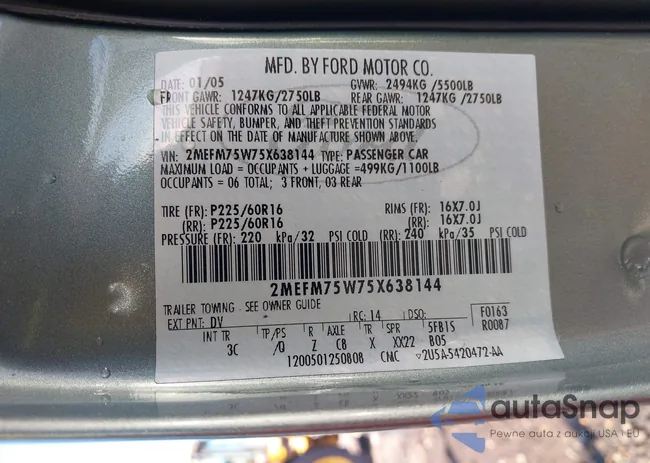 MFD. BY FORD MOTOR CO.
DATE: 01/05 GVWR: 2494KG /5500LB
FRONT GAWR: 1247KG/2750LB REAR GAWR: 1247KG /2750LB
THIS VEHICLE CONFORMS TO ALL APPLICABLE FEDERAL MOTOR
VEHICLE SAFETY, BUMPER, AND THEFT PREVENTION STANDARDS
IN EFFECT ON THE DATE OF MANUFACTURE SHOWN ABOVE.
VIN: 2MEFM75W75X638144 TYPE: PASSENGER CAR
MAXIMUM LOAD = OCCUPANTS + LUGGAGE =499KG/1100LB
OCCUPANTS = 06 TOTAL; 3 FRONT, 03 REAR
TIRE (FR): P225/60R16 RIMS (FR): 16X7.0J
(RR): P225/60R16 (RR): 16X7.0J
PRESSURE (FR): 220 kPa/32 PSI COLD (RR): 240 kPa/35 PSI COLD
2MEFM75W75X638144
TRAILER TOWING - SEE OWNER GUIDE
EXT PNT: DV RC: 14 DSO: F0163
INT TR TP/PS R AXLE TR SPR 5FB1S R0087
3C /Q Z C8 X XX22 B05
1200501250808 CMC 2U5A-5420472-AA
autaSnap
Pewne auta z aukcji USA i EU